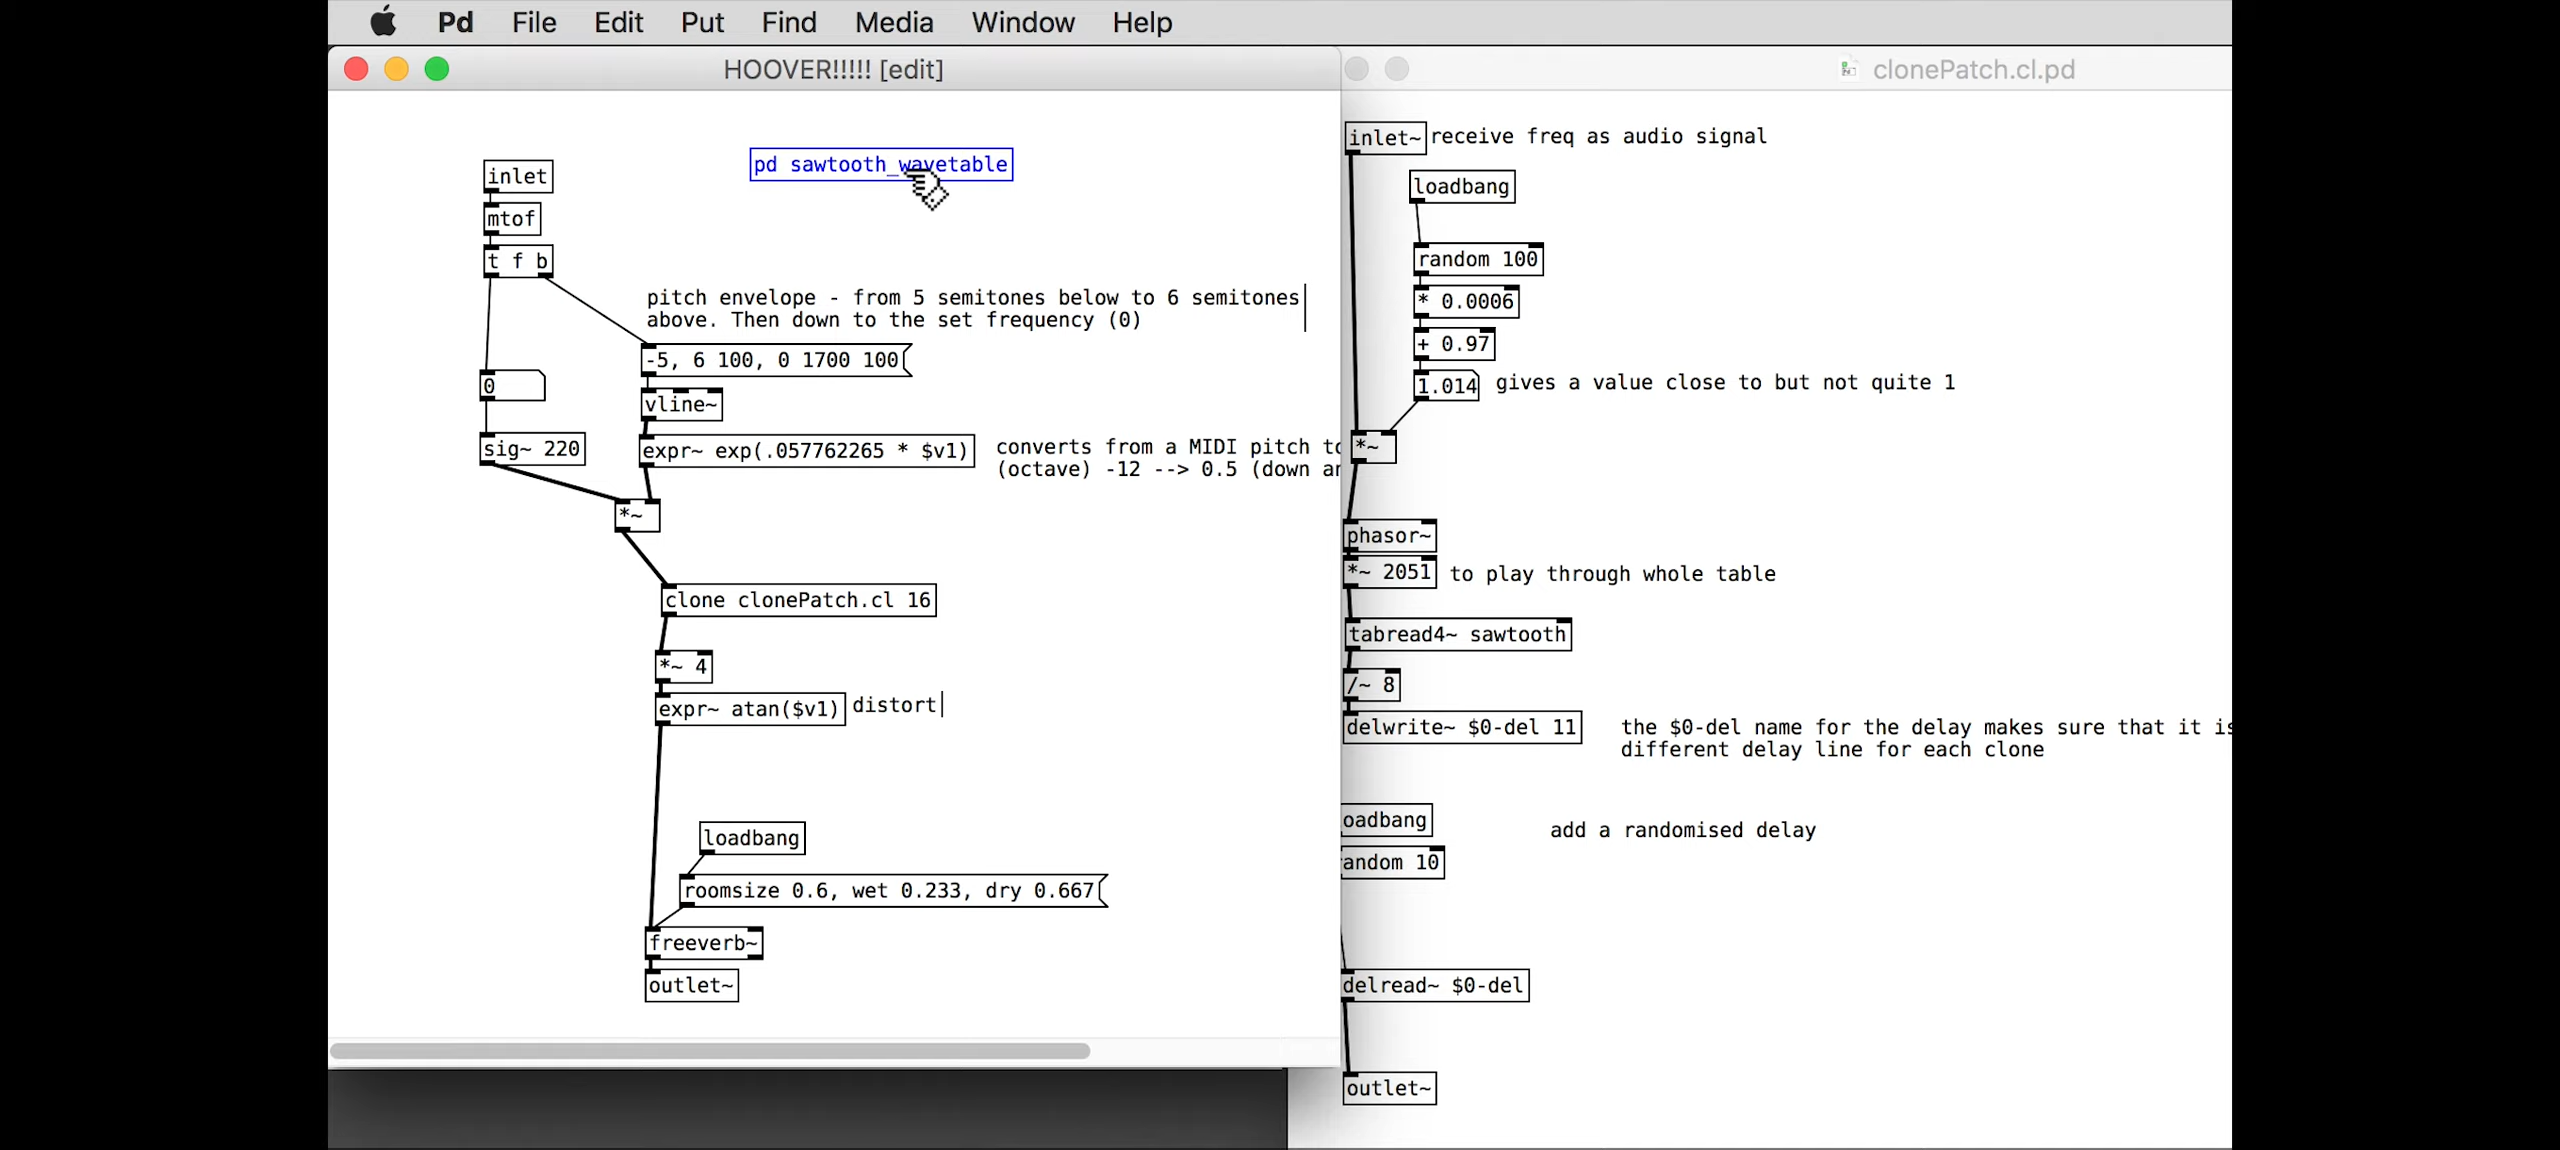 Pd File Edit Put Find Media Window Help
HOOVER!!!!! [edit]
pd sawtooth_wavetable
inlet
mtof
t f b
pitch envelope - from 5 semitones below to 6 semitones
above. Then down to the set frequency (0)
-5, 6 100, 0 1700 100
0
vline~
sig~ 220
expr~ exp(.057762265 * $v1)
converts from a MIDI pitch to
(octave) -12 --> 0.5 (down an
*~
clone clonePatch.cl 16
*~ 4
expr~ atan($v1)
distort
loadbang
roomsize 0.6, wet 0.233, dry 0.667
freeverb~
outlet~
clonePatch.cl.pd
inlet~
receive freq as audio signal
loadbang
random 100
* 0.0006
+ 0.97
1.014
gives a value close to but not quite 1
*~
phasor~
*~ 2051
to play through whole table
tabread4~ sawtooth
/~ 8
delwrite~ $0-del 11
the $0-del name for the delay makes sure that it is
different delay line for each clone
oadbang
add a randomised delay
andom 10
delread~ $0-del
outlet~